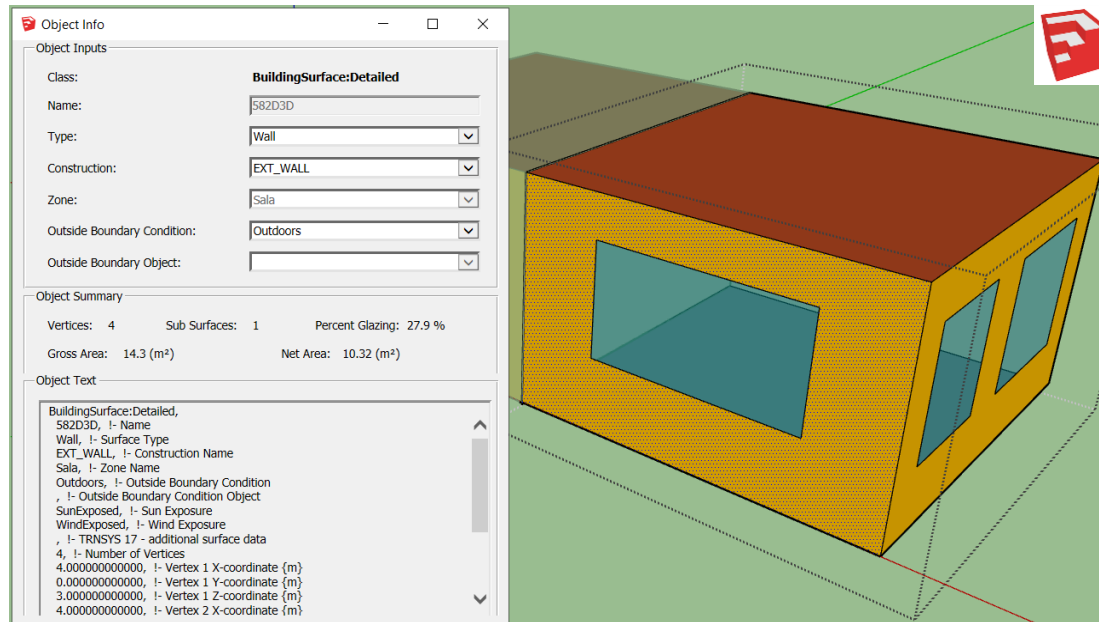 Object Info
Object Inputs
Class: BuildingSurface:Detailed
Name: 582D3D
Type: Wall
Construction: EXT_WALL
Zone: Sala
Outside Boundary Condition: Outdoors
Outside Boundary Object:
Object Summary
Vertices: 4 Sub Surfaces: 1 Percent Glazing: 27.9 %
Gross Area: 14.3 (m²) Net Area: 10.32 (m²)
Object Text
BuildingSurface:Detailed,
582D3D, !- Name
Wall, !- Surface Type
EXT_WALL, !- Construction Name
Sala, !- Zone Name
Outdoors, !- Outside Boundary Condition
, !- Outside Boundary Condition Object
SunExposed, !- Sun Exposure
WindExposed, !- Wind Exposure
, !- TRNSYS 17 - additional surface data
4, !- Number of Vertices
4.000000000000, !- Vertex 1 X-coordinate {m}
0.000000000000, !- Vertex 1 Y-coordinate {m}
3.000000000000, !- Vertex 1 Z-coordinate {m}
4.000000000000, !- Vertex 2 X-coordinate {m}